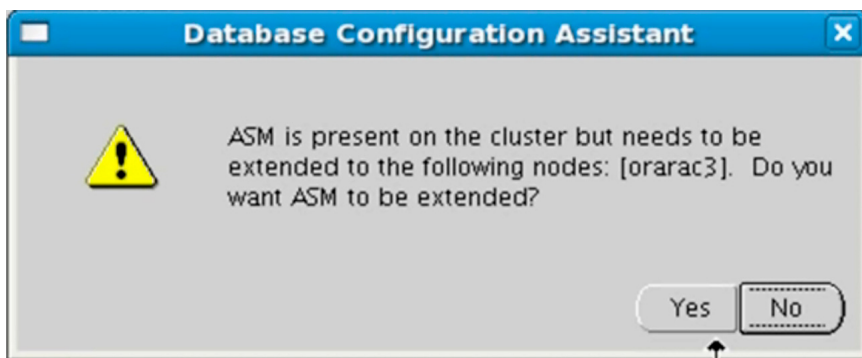 Database Configuration Assistant
ASM is present on the cluster but needs to be
extended to the following nodes: [orarac3].  Do you
want ASM to be extended?
Yes
No